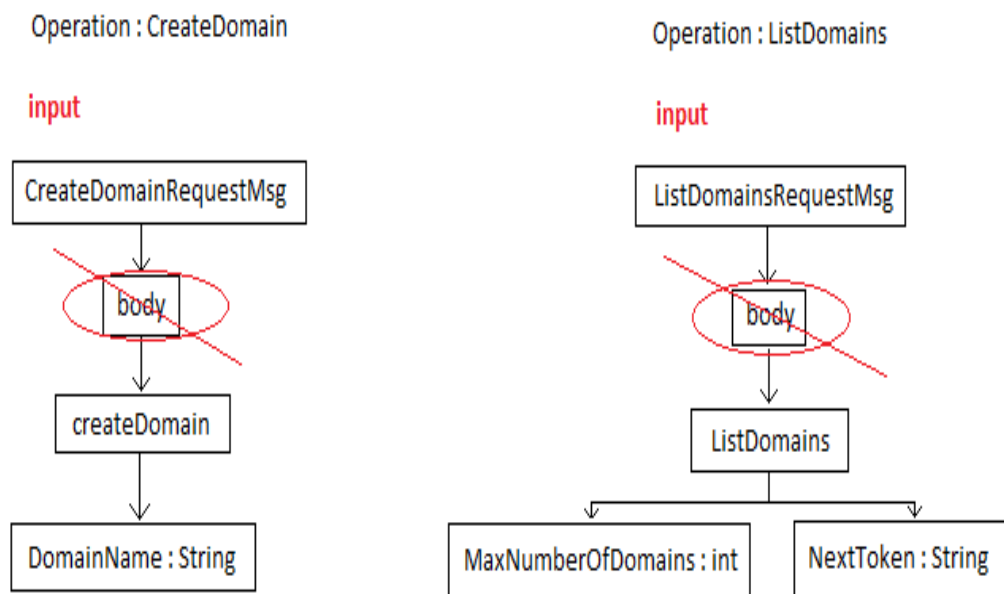 Operation : CreateDomain
input
CreateDomainRequestMsg
body
createDomain
DomainName : String
Operation : ListDomains
input
ListDomainsRequestMsg
body
ListDomains
MaxNumberOfDomains : int
NextToken : String